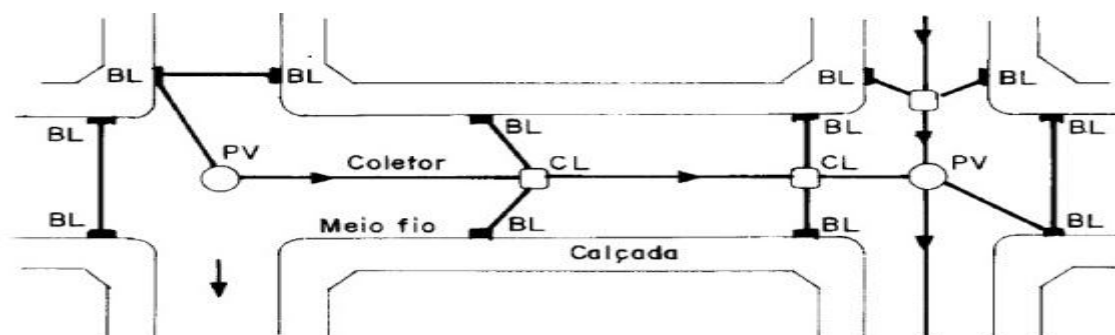 BL BL BL BL
BL BL BL BL
PV Coletor CL CL PV
BL Meio fio BL BL BL
Calçada